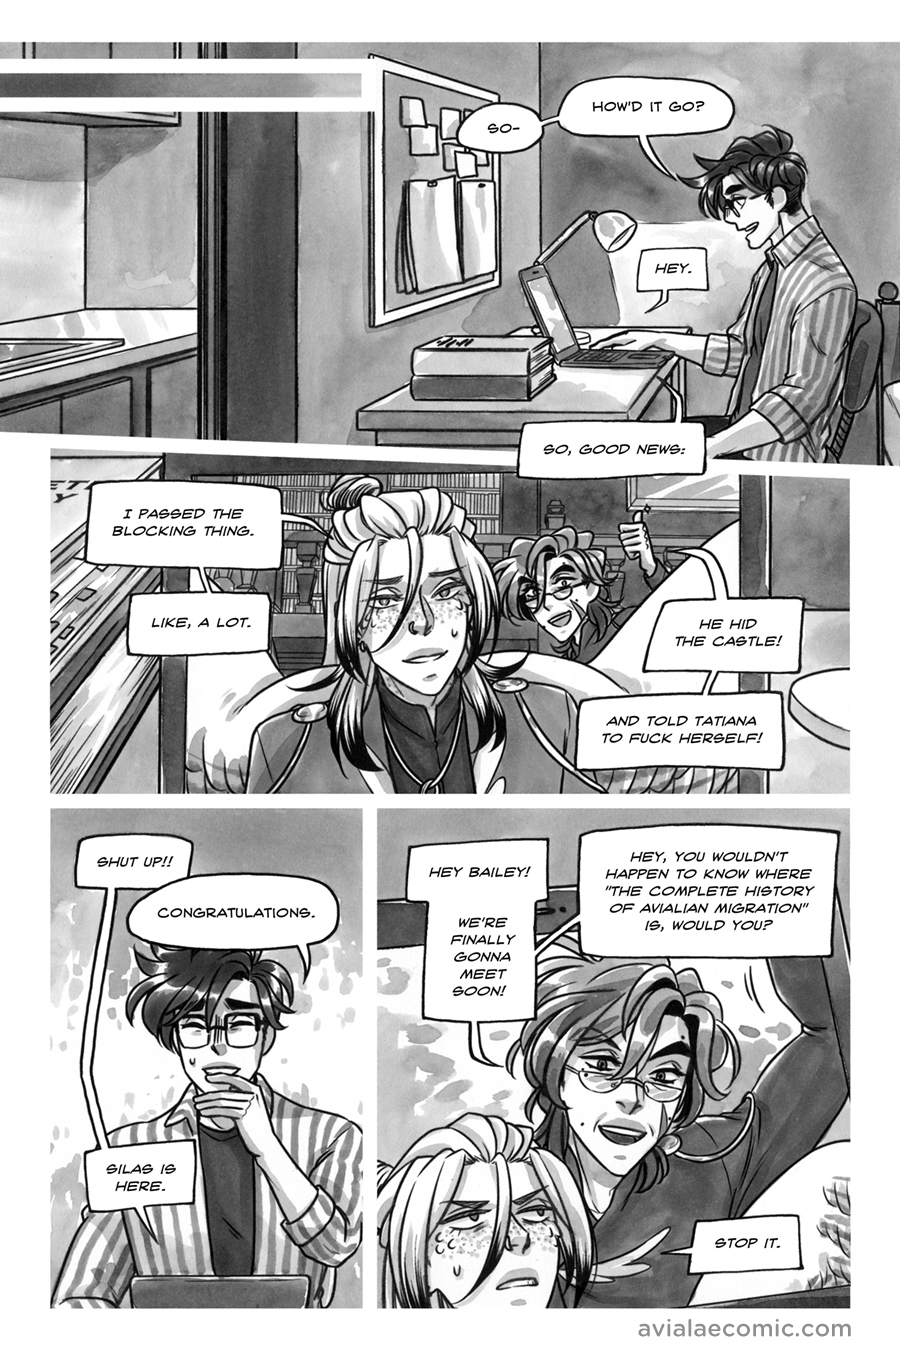 SO-
HOW'D IT GO?
HEY.
SO, GOOD NEWS:
I PASSED THE
BLOCKING THING.
LIKE, A LOT.
HE HID
THE CASTLE!
AND TOLD TATIANA
TO FUCK HERSELF!
SHUT UP!!
CONGRATULATIONS.
SILAS IS
HERE.
HEY BAILEY!
WE'RE
FINALLY
GONNA
MEET
SOON!
HEY, YOU WOULDN'T
HAPPEN TO KNOW WHERE
"THE COMPLETE HISTORY
OF AVIALIAN MIGRATION"
IS, WOULD YOU?
STOP IT.
avialaecomic.com